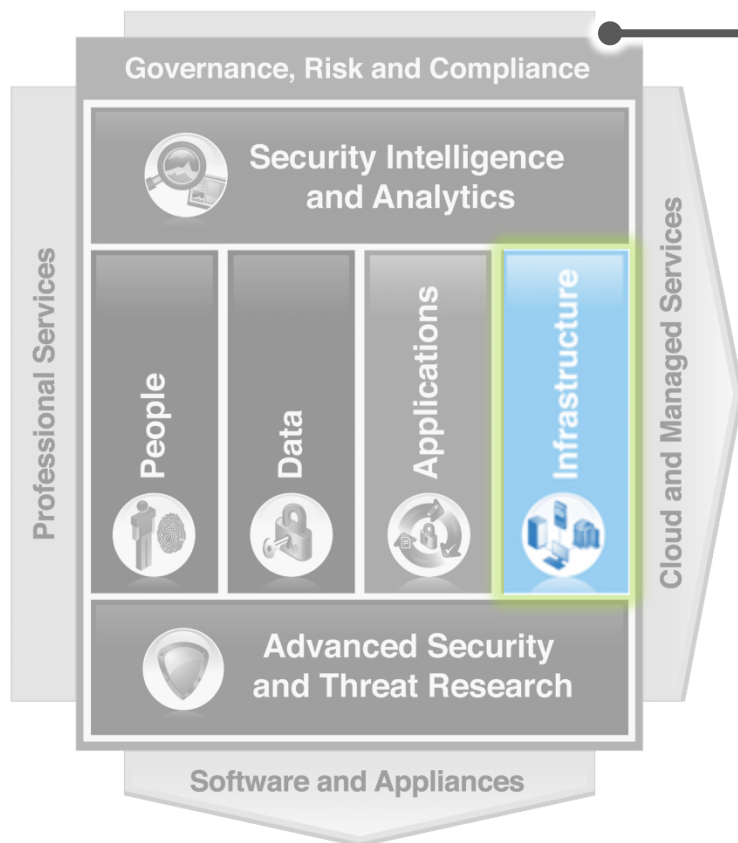 Governance, Risk and Compliance
Security Intelligence
and Analytics
Professional Services
People
Data
Applications
Infrastructure
Cloud and Managed Services
Advanced Security
and Threat Research
Software and Appliances